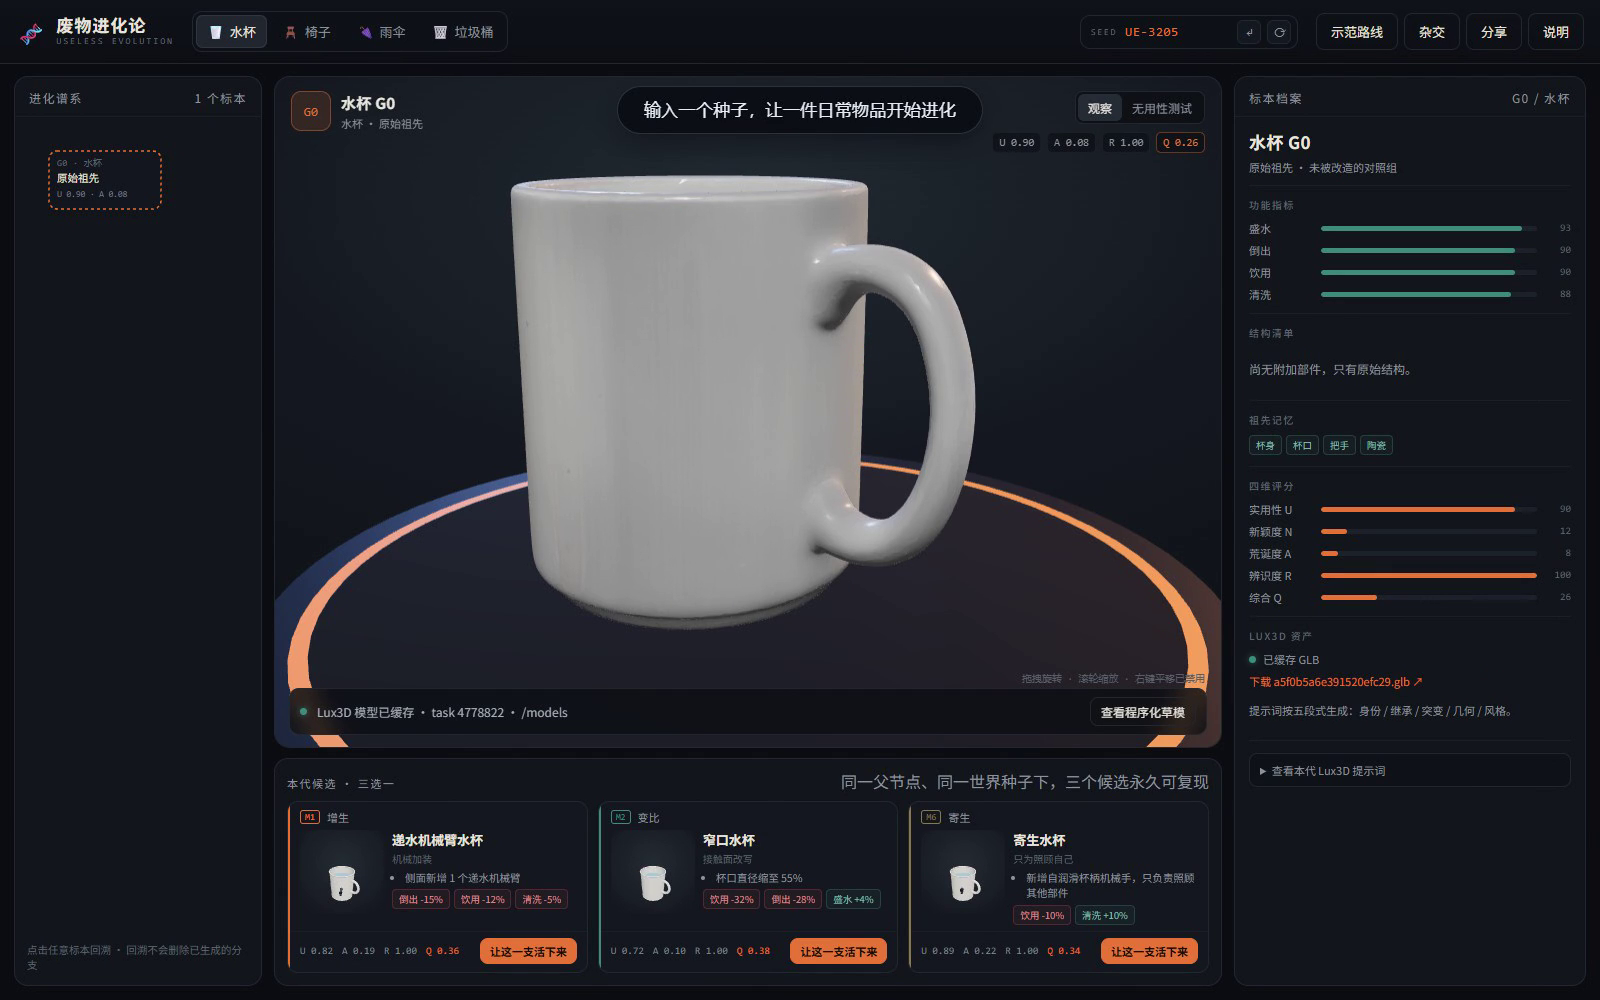 废物进化论
USELESS EVOLUTION
水杯
椅子
雨伞
垃圾桶
SEED UE-3205
示范路线
杂交
分享
说明
进化谱系
1 个标本
G0 · 水杯
原始祖先
U 0.90 · A 0.08
点击任意标本回溯 · 回溯不会删除已生成的分
支
G0
水杯 G0
水杯 · 原始祖先
输入一个种子，让一件日常物品开始进化
观察
无用性测试
U 0.90
A 0.08
R 1.00
Q 0.26
拖拽旋转 · 滚轮缩放 · 右键平移已禁用
Lux3D 模型已缓存 · task 4778822 · /models
查看程序化草模
本代候选 · 三选一
同一父节点、同一世界种子下，三个候选永久可复现
M1 增生
递水机械臂水杯
机械加装
侧面新增 1 个递水机械臂
倒出 -15%
饮用 -12%
清洗 -5%
U 0.82 A 0.19 R 1.00 Q 0.36
让这一支活下来
M2 变比
窄口水杯
接触面改写
杯口直径缩至 55%
饮用 -32%
倒出 -28%
盛水 +4%
U 0.72 A 0.10 R 1.00 Q 0.38
让这一支活下来
M6 寄生
寄生水杯
只为照顾自己
新增自润滑杯柄机械手，只负责照顾
其他部件
饮用 -10%
清洗 +10%
U 0.89 A 0.22 R 1.00 Q 0.34
让这一支活下来
标本档案
G0 / 水杯
水杯 G0
原始祖先 · 未被改造的对照组
功能指标
盛水 93
倒出 90
饮用 90
清洗 88
结构清单
尚无附加部件，只有原始结构。
祖先记忆
杯身
杯口
把手
陶瓷
四维评分
实用性 U 90
新颖度 N 12
荒诞度 A 8
辨识度 R 100
综合 Q 26
LUX3D 资产
已缓存 GLB
下载 a5f0b5a6e391520efc29.glb ↗
提示词按五段式生成：身份 / 继承 / 突变 / 几何 / 风格。
▶ 查看本代 Lux3D 提示词